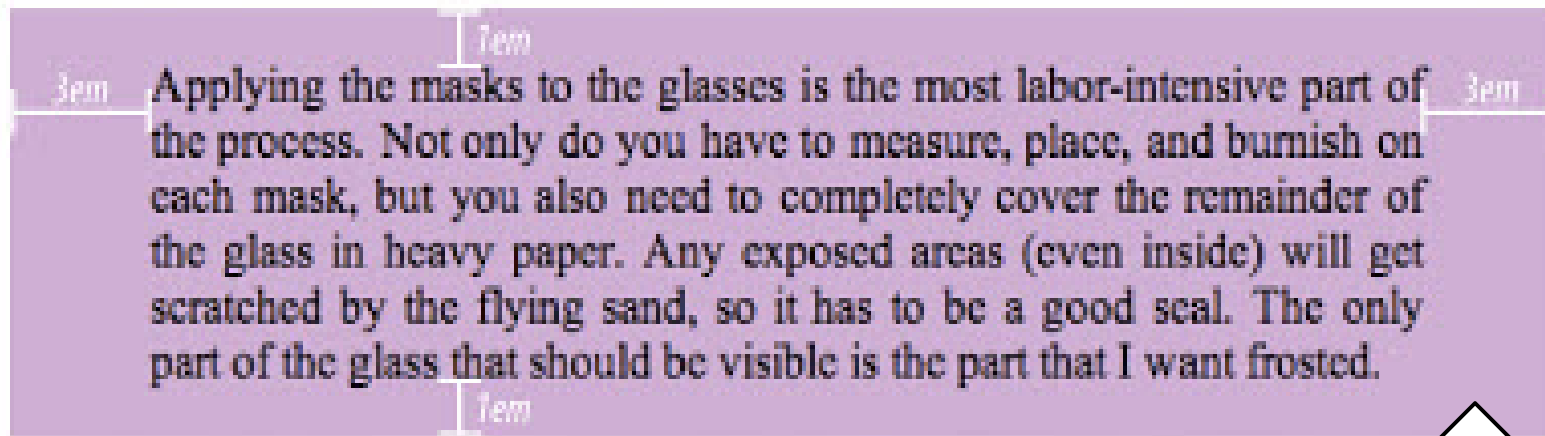 1em
3em
3em
Applying the masks to the glasses is the most labor-intensive part of
the process. Not only do you have to measure, place, and burnish on
each mask, but you also need to completely cover the remainder of
the glass in heavy paper. Any exposed areas (even inside) will get
scratched by the flying sand, so it has to be a good seal. The only
part of the glass that should be visible is the part that I want frosted.
1em